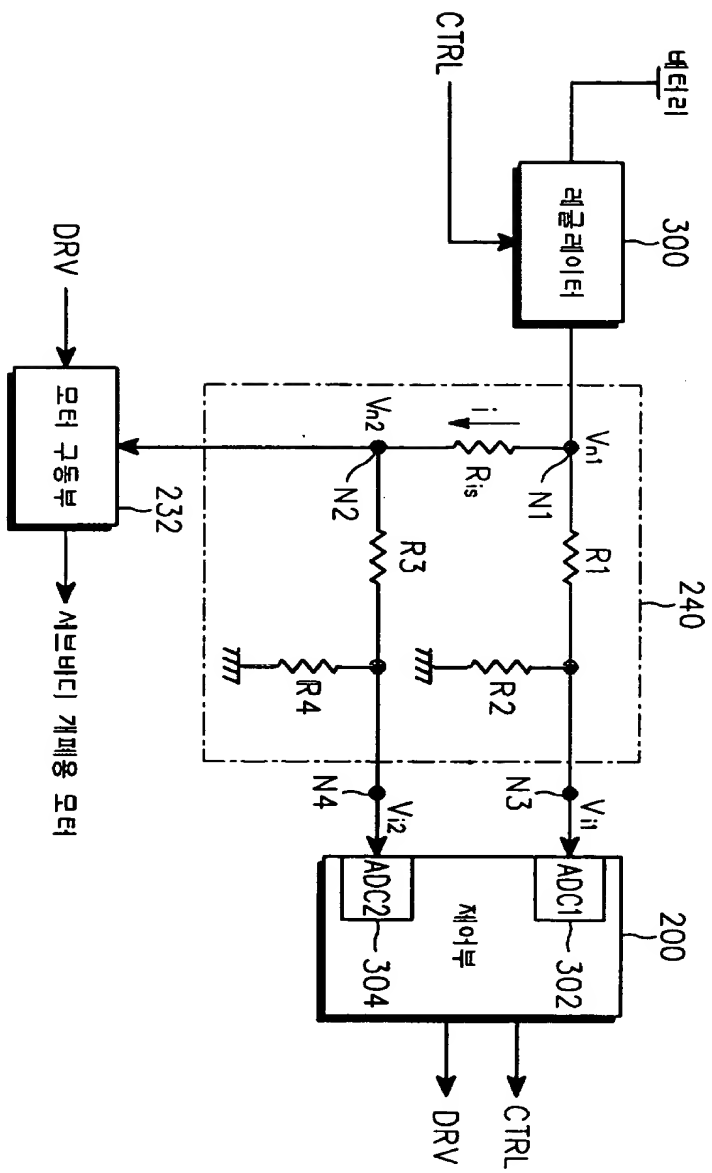 배터리
CTRL
레귤레이터
300
DRV
모터 구동부
232
서브바디 개폐용 모터
Vn1
N1
i
Ris
Vn2
N2
R1
R2
R3
R4
240
N3
Vi1
N4
Vi2
ADC1
302
ADC2
304
제어부
200
CTRL
DRV